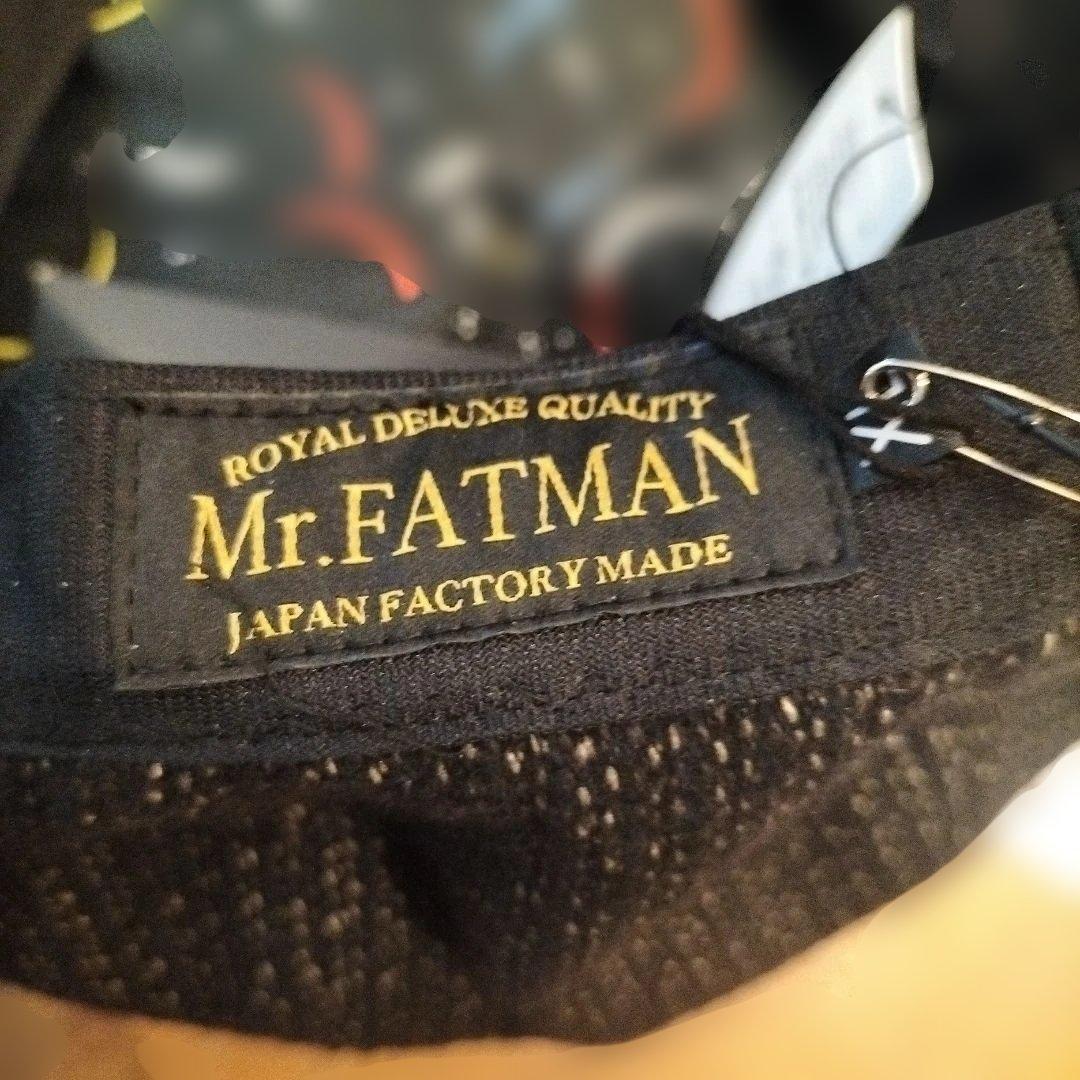 ROYAL DELUXE QUALITY
Mr.FATMAN
JAPAN FACTORY MADE